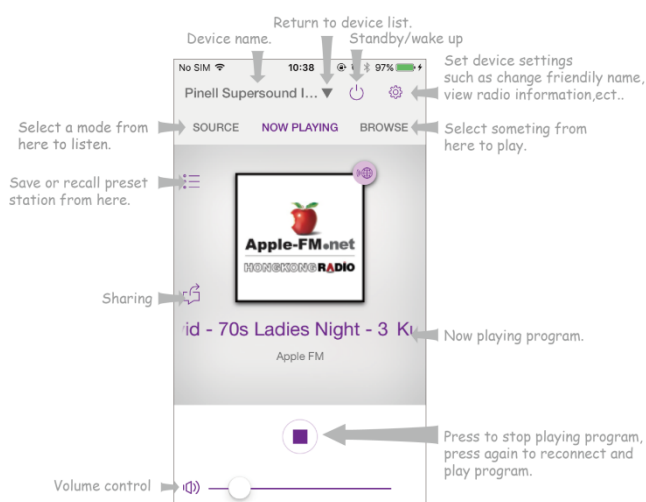 Return to device list.
Device name.
Standby/wake up
No SIM
10:38
97%
Set device settings
such as change friendily name,
view radio information,ect..
Pinell Supersound I...
Select a mode from
here to listen.
SOURCE
NOW PLAYING
BROWSE
Select someting from
here to play.
Save or recall preset
station from here.
Apple-FM.net
HONGKONG RADIO
Sharing
vid - 70s Ladies Night - 3 Ku
Now playing program.
Apple FM
Press to stop playing program,
press again to reconnect and
play program.
Volume control